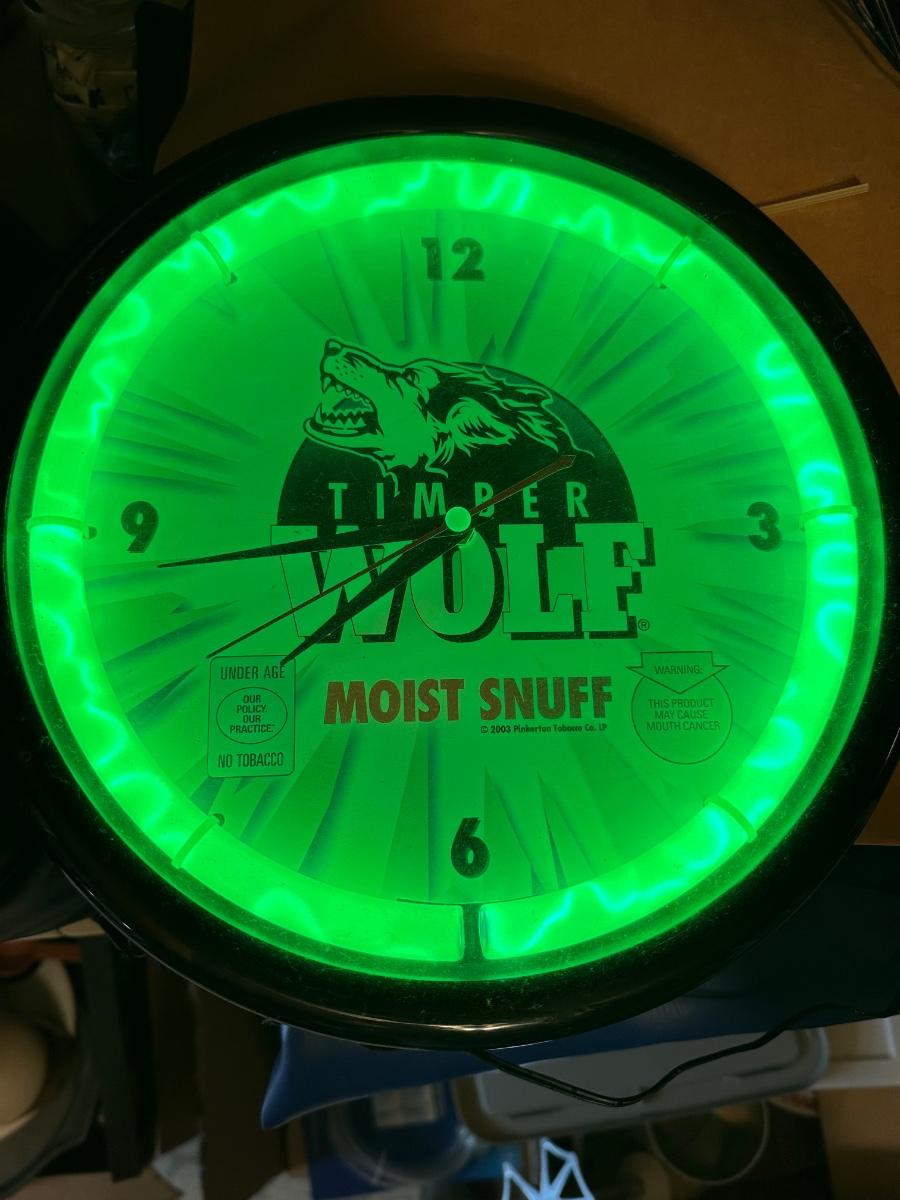 12
TIMBER
9
3
WOLF®
UNDER AGE
OUR
POLICY.
OUR
PRACTICE.
NO TOBACCO
MOIST SNUFF
© 2003 Pinkerton Tobacco Co. LP
WARNING:
THIS PRODUCT
MAY CAUSE
MOUTH CANCER
6